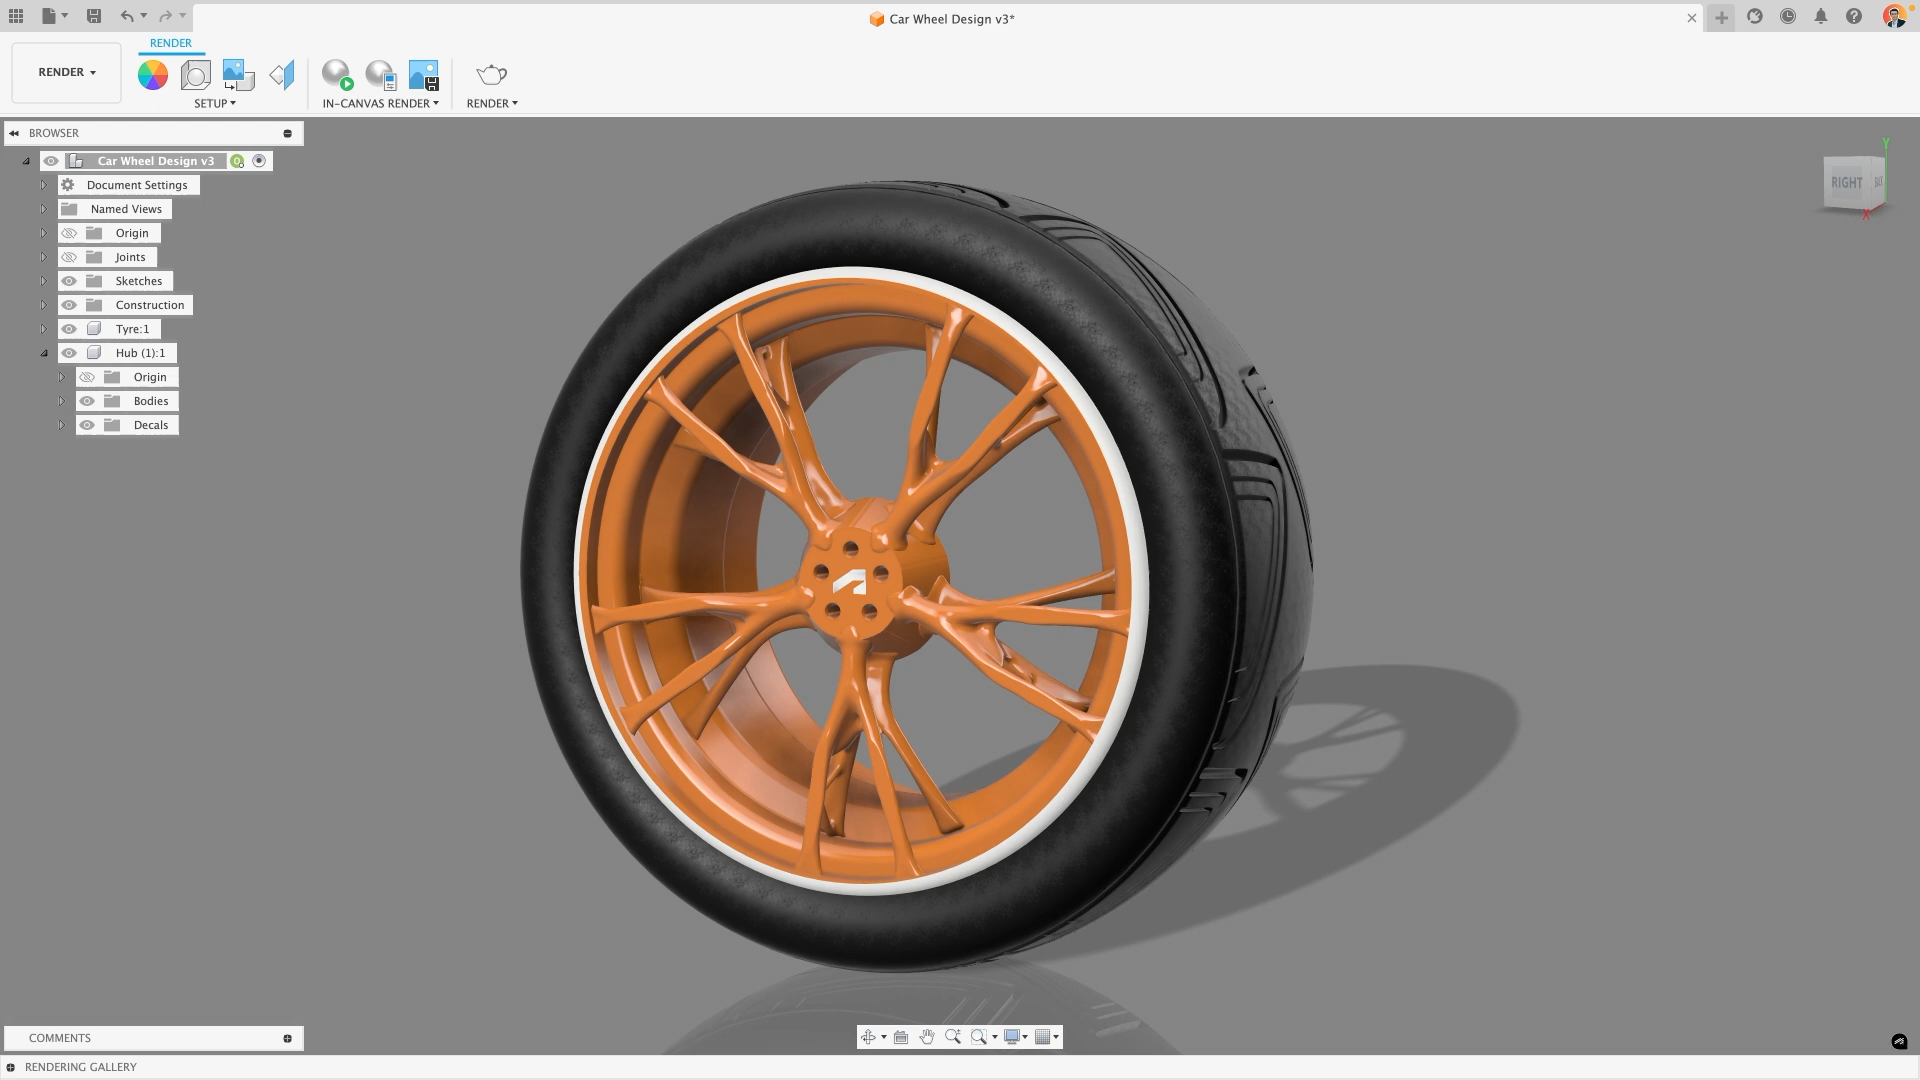 Car Wheel Design v3*
RENDER
RENDER
SETUP
IN-CANVAS RENDER
RENDER
BROWSER
Car Wheel Design v3
Document Settings
Named Views
Origin
Joints
Sketches
Construction
Tyre:1
Hub (1):1
Origin
Bodies
Decals
Y
RIGHT
X
COMMENTS
RENDERING GALLERY